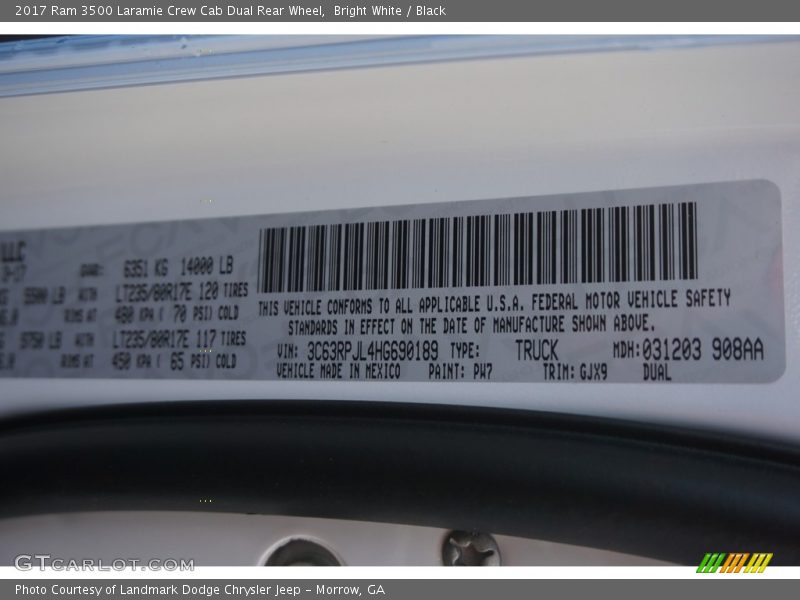 2017 Ram 3500 Laramie Crew Cab Dual Rear Wheel, Bright White / Black
LLC
6351 KG 14000 LB
5500 LB WITH LT235/80R17E 120 TIRES
RIMS AT 480 KPA ( 70 PSI) COLD
9750 LB WITH LT235/80R17E 117 TIRES
RIMS AT 450 KPA ( 65 PSI) COLD
THIS VEHICLE CONFORMS TO ALL APPLICABLE U.S.A. FEDERAL MOTOR VEHICLE SAFETY
STANDARDS IN EFFECT ON THE DATE OF MANUFACTURE SHOWN ABOVE.
VIN: 3C63RPJL4HG690189 TYPE: TRUCK MDH: 031203 908AA
VEHICLE MADE IN MEXICO PAINT: PW7 TRIM: GJX9 DUAL
GTCARLOT.COM
Photo Courtesy of Landmark Dodge Chrysler Jeep – Morrow, GA